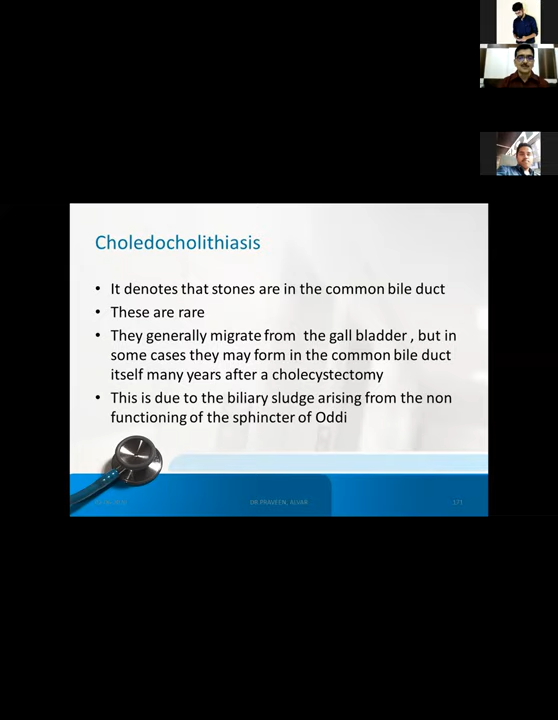 Choledocholithiasis
• It denotes that stones are in the common bile duct
• These are rare
• They generally migrate from the gall bladder , but in
some cases they may form in the common bile duct
itself many years after a cholecystectomy
• This is due to the biliary sludge arising from the non
functioning of the sphincter of Oddi
DR.PRAVEEN, ALVAR
171